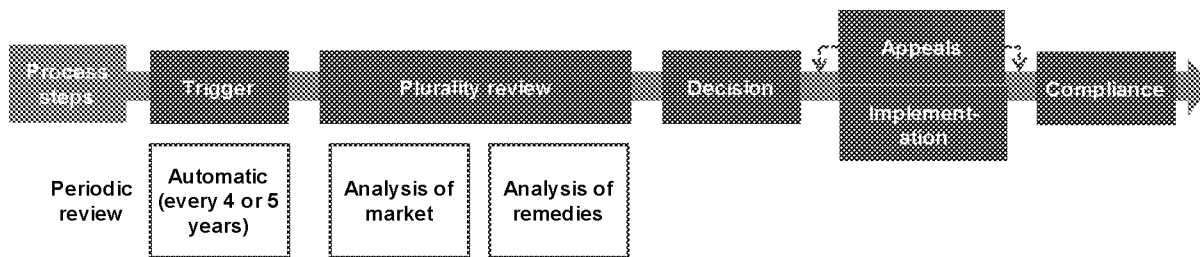 Process
steps
Trigger
Plurality review
Decision
Appeals
Implement-
ation
Compliance
Periodic
review
Automatic
(every 4 or 5
years)
Analysis of
market
Analysis of
remedies